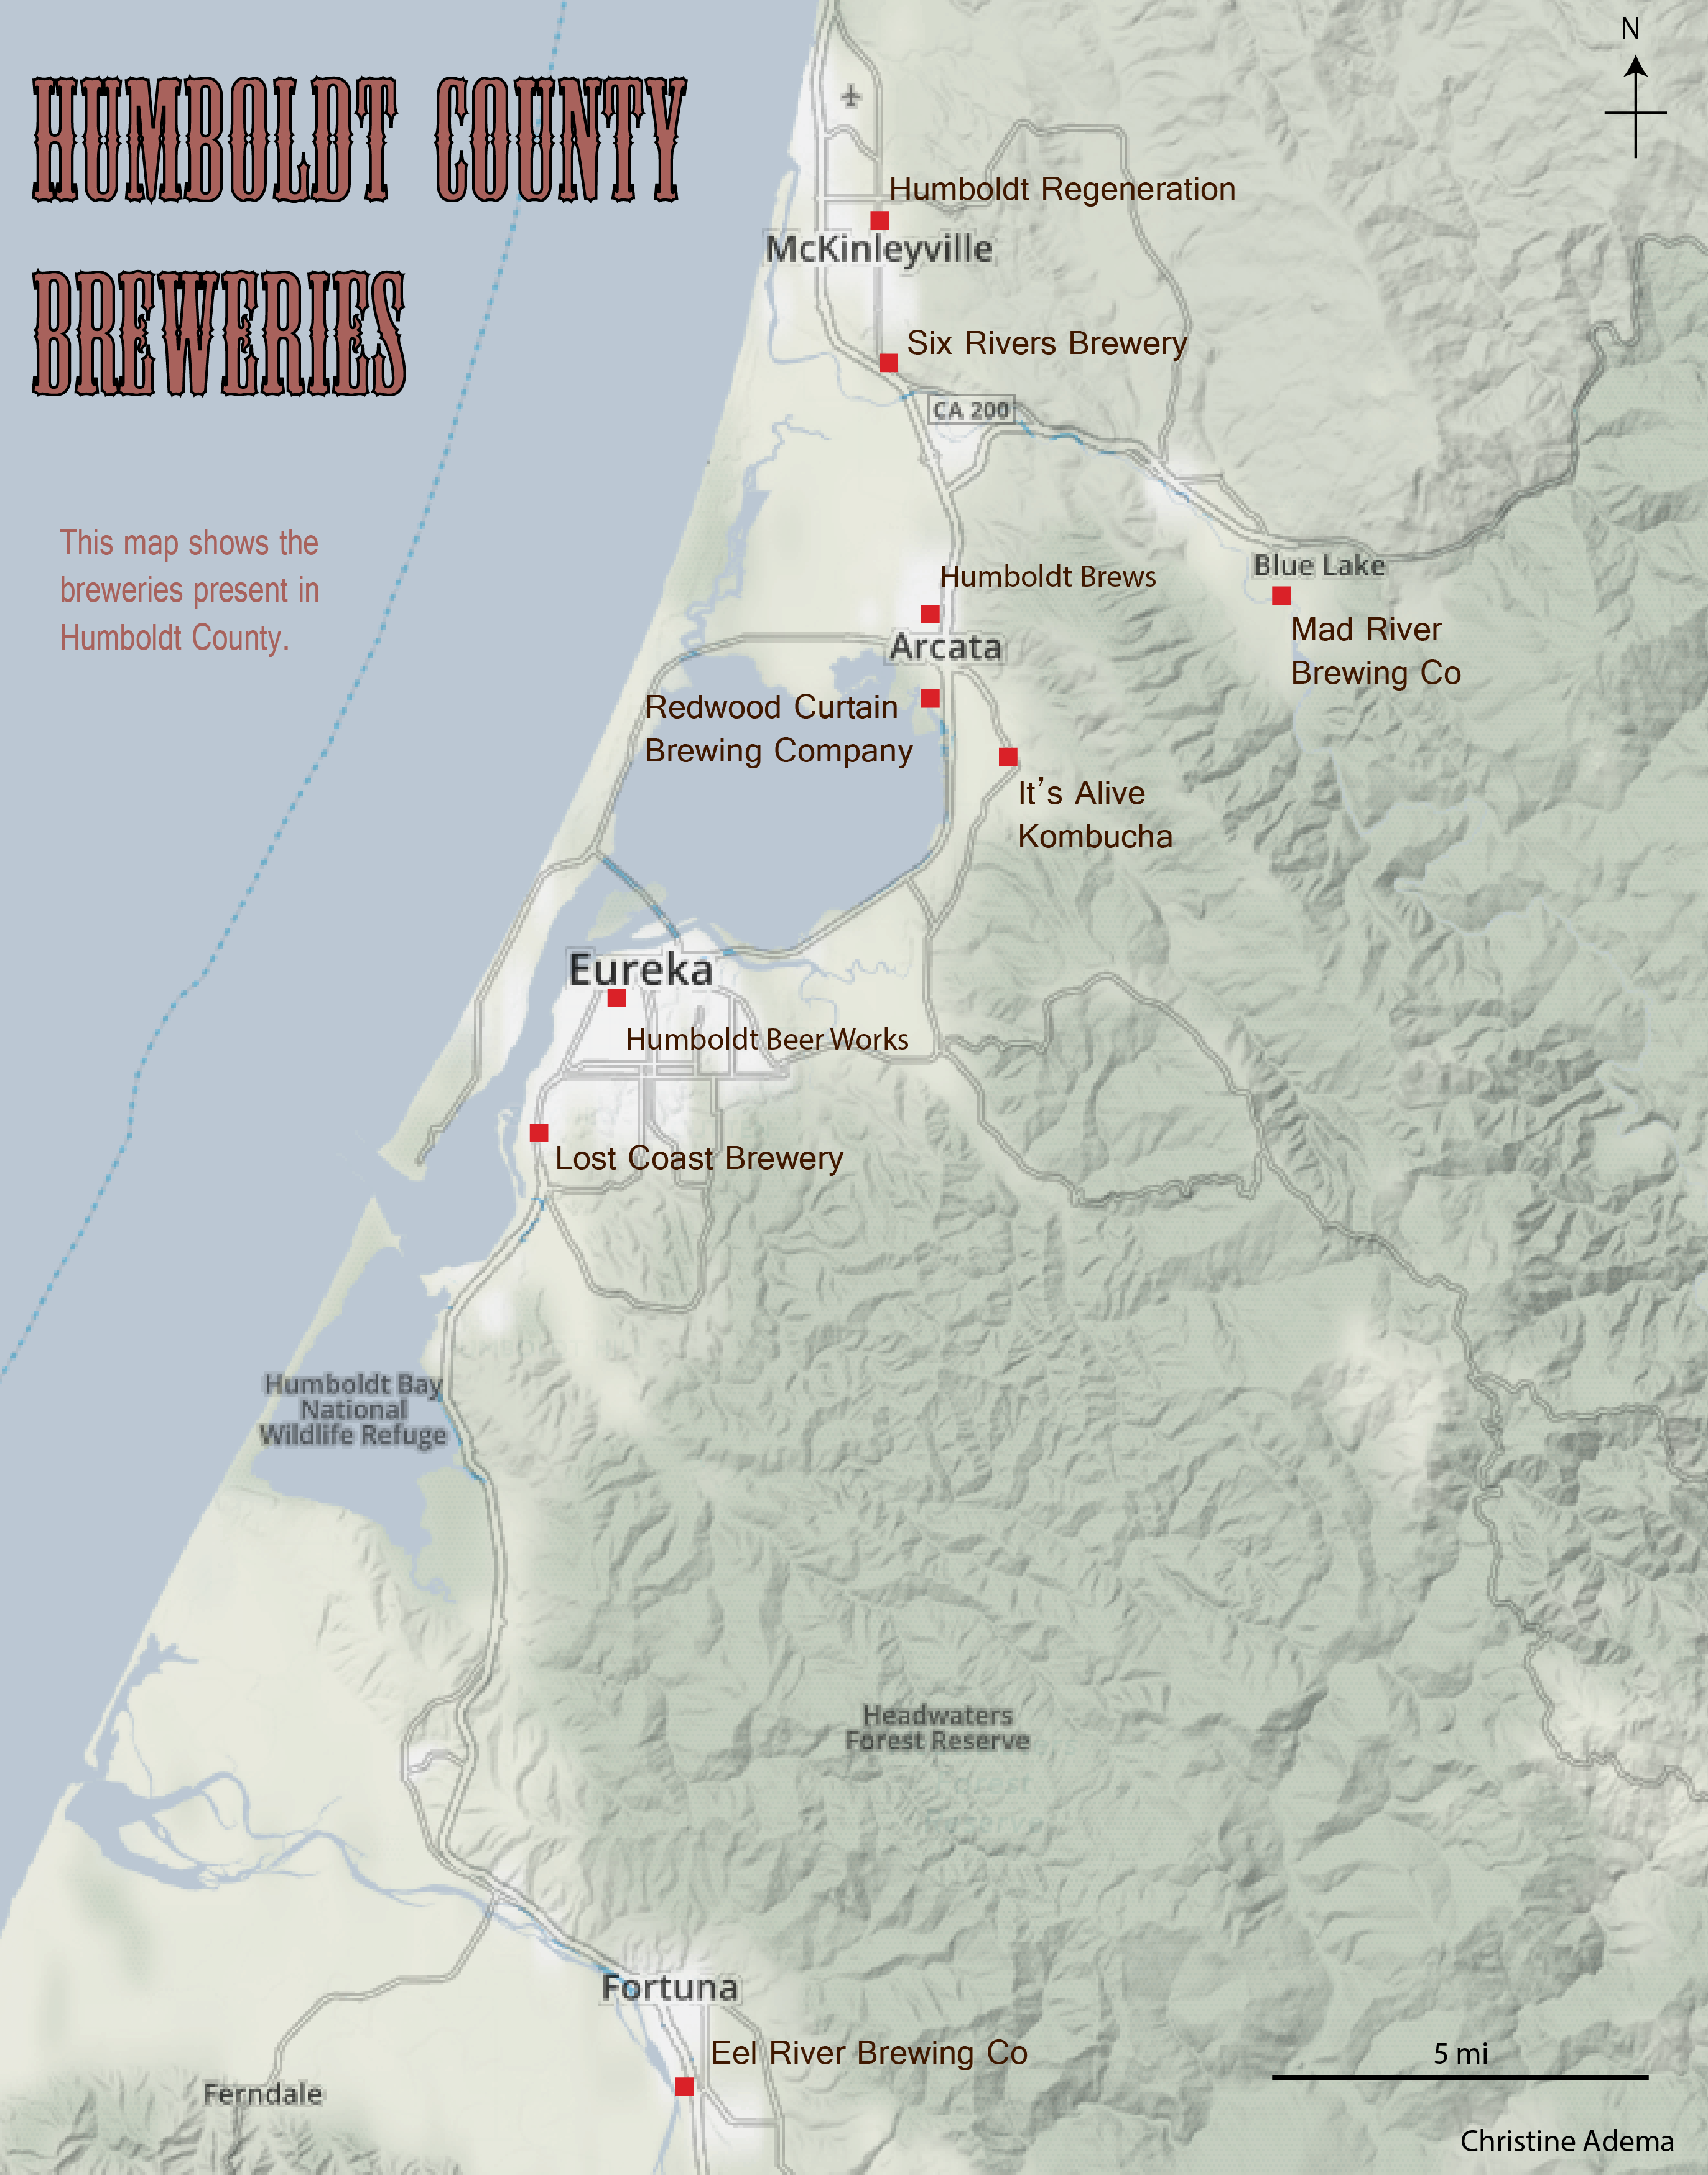 HUMBOLDT COUNTY
BREWERIES
This map shows the
breweries present in
Humboldt County.
N
Humboldt Regeneration
McKinleyville
Six Rivers Brewery
CA 200
Humboldt Brews
Blue Lake
Mad River
Brewing Co
Arcata
Redwood Curtain
Brewing Company
It's Alive
Kombucha
Eureka
Humboldt Beer Works
Lost Coast Brewery
Humboldt Bay
National
Wildlife Refuge
Headwaters
Forest Reserve
Forest
Reserve
Fortuna
Eel River Brewing Co
Ferndale
5 mi
Christine Adema